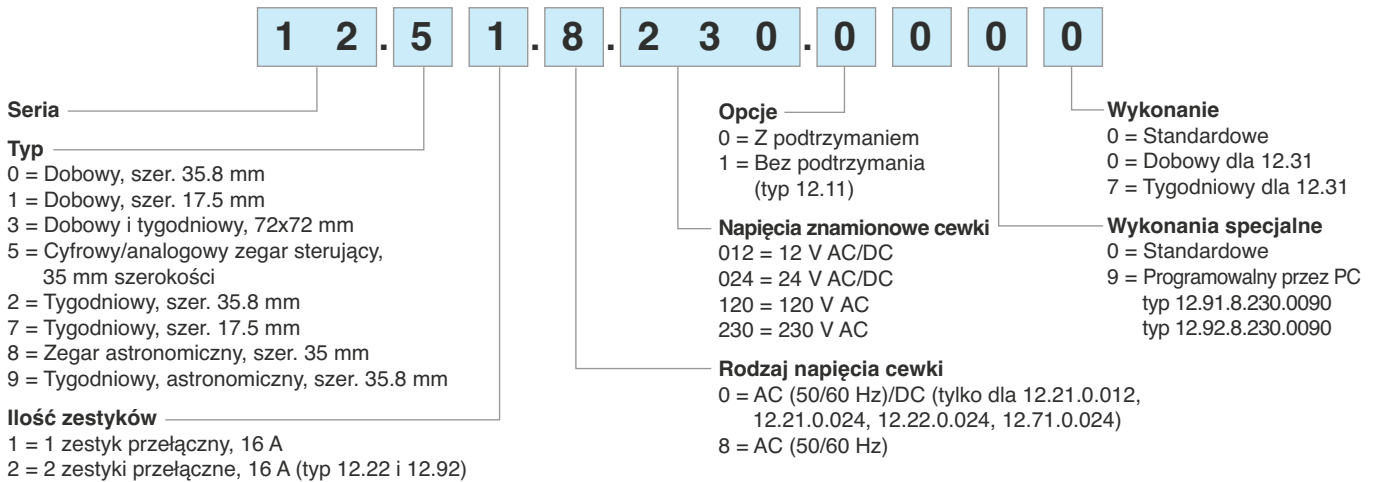 1 2 . 5 1 . 8 . 2 3 0 . 0 0 0 0
Seria
Typ
0 = Dobowy, szer. 35.8 mm
1 = Dobowy, szer. 17.5 mm
3 = Dobowy i tygodniowy, 72x72 mm
5 = Cyfrowy/analogowy zegar sterujący,
35 mm szerokości
2 = Tygodniowy, szer. 35.8 mm
7 = Tygodniowy, szer. 17.5 mm
8 = Zegar astronomiczny, szer. 35 mm
9 = Tygodniowy, astronomiczny, szer. 35.8 mm
Ilość zestyków
1 = 1 zestyk przełączny, 16 A
2 = 2 zestyki przełączne, 16 A (typ 12.22 i 12.92)
Opcje
0 = Z podtrzymaniem
1 = Bez podtrzymania
(typ 12.11)
Napięcia znamionowe cewki
012 = 12 V AC/DC
024 = 24 V AC/DC
120 = 120 V AC
230 = 230 V AC
Rodzaj napięcia cewki
0 = AC (50/60 Hz)/DC (tylko dla 12.21.0.012,
12.21.0.024, 12.22.0.024, 12.71.0.024)
8 = AC (50/60 Hz)
Wykonanie
0 = Standardowe
0 = Dobowy dla 12.31
7 = Tygodniowy dla 12.31
Wykonania specjalne
0 = Standardowe
9 = Programowalny przez PC
typ 12.91.8.230.0090
typ 12.92.8.230.0090